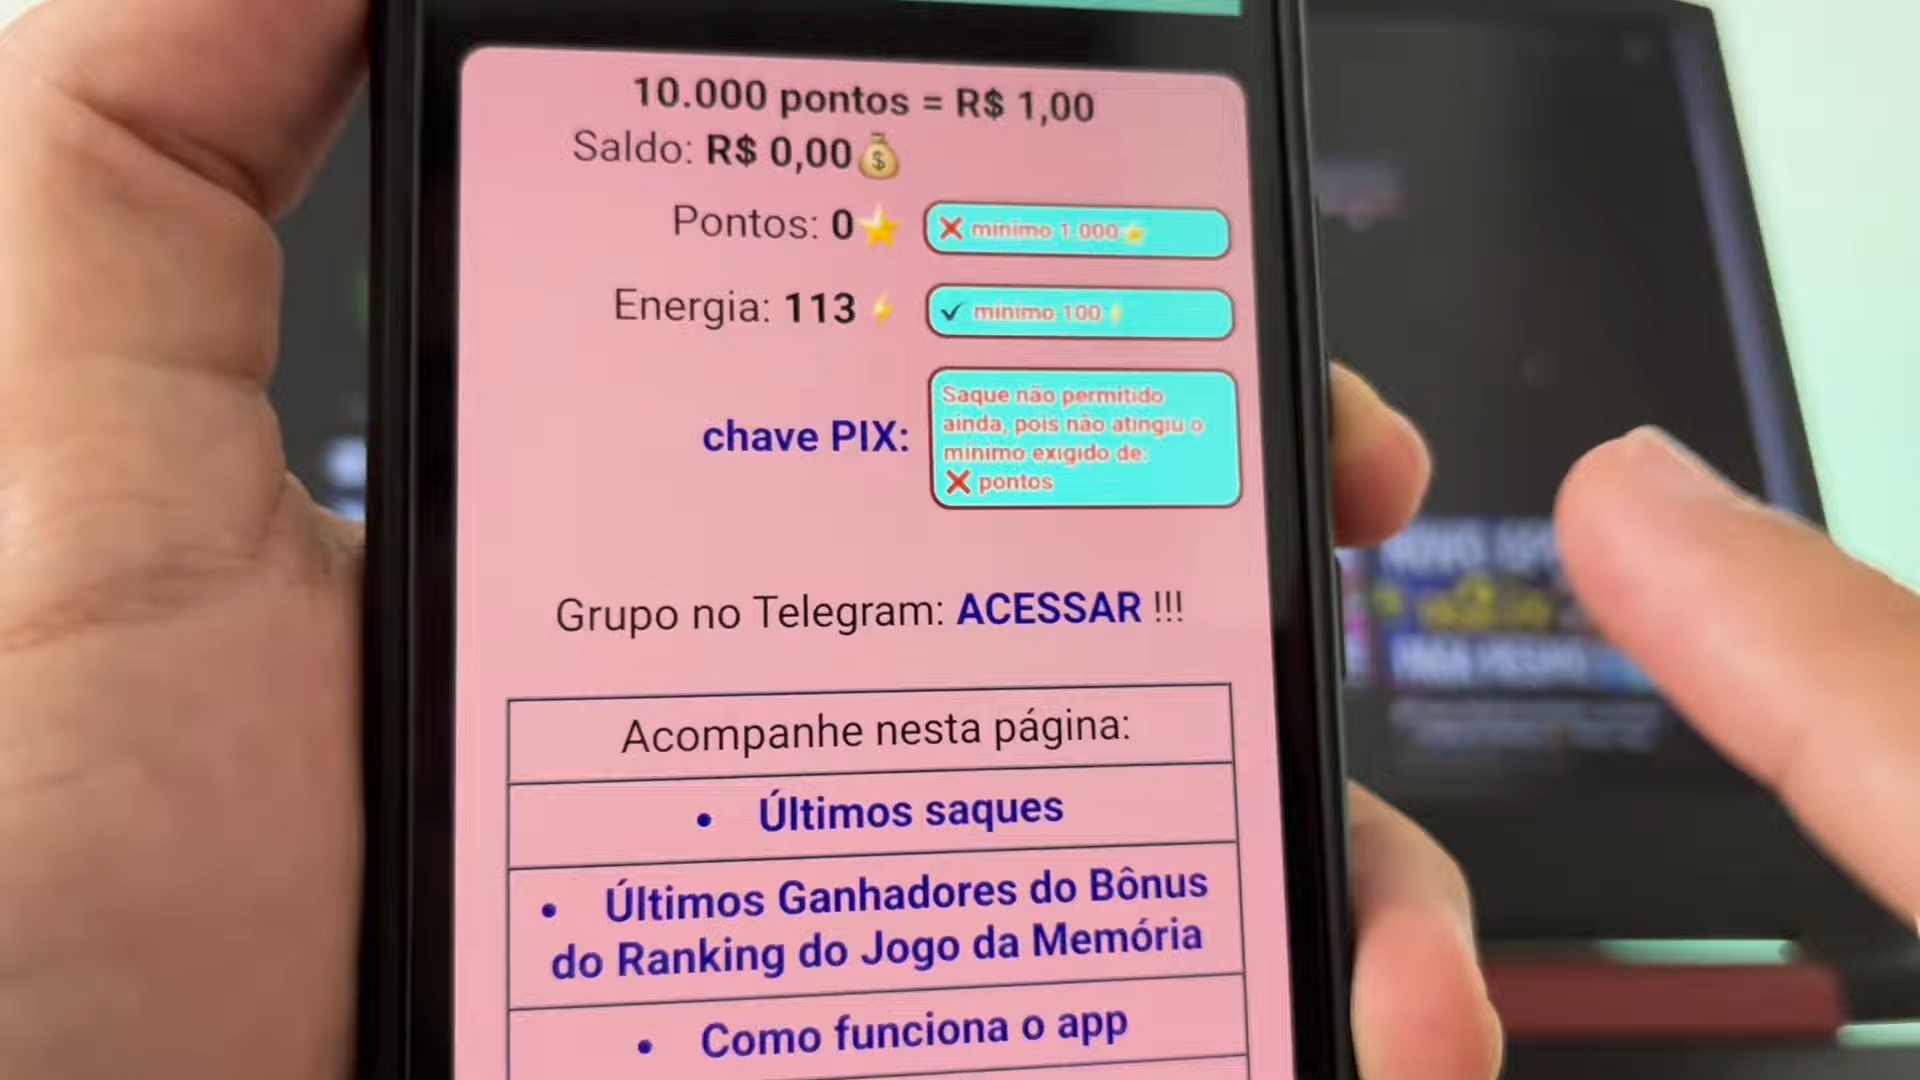 10.000 pontos = R$ 1,00
Saldo: R$ 0,00
Pontos: 0
mínimo 1.000
Energia: 113
mínimo 100
chave PIX:
Saque não permitido
ainda, pois não atingiu o
mínimo exigido de:
pontos
Grupo no Telegram: ACESSAR !!!
Acompanhe nesta página:
• Últimos saques
• Últimos Ganhadores do Bônus
do Ranking do Jogo da Memória
• Como funciona o app